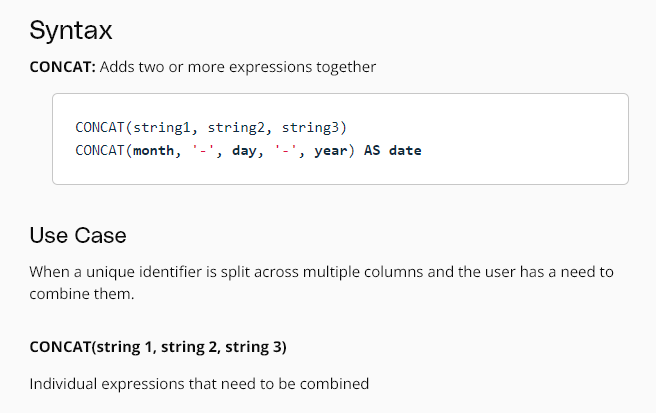 Syntax
CONCAT: Adds two or more expressions together
CONCAT(string1, string2, string3)
CONCAT(month, '-', day, '-', year) AS date
Use Case
When a unique identifier is split across multiple columns and the user has a need to
combine them.
CONCAT(string 1, string 2, string 3)
Individual expressions that need to be combined